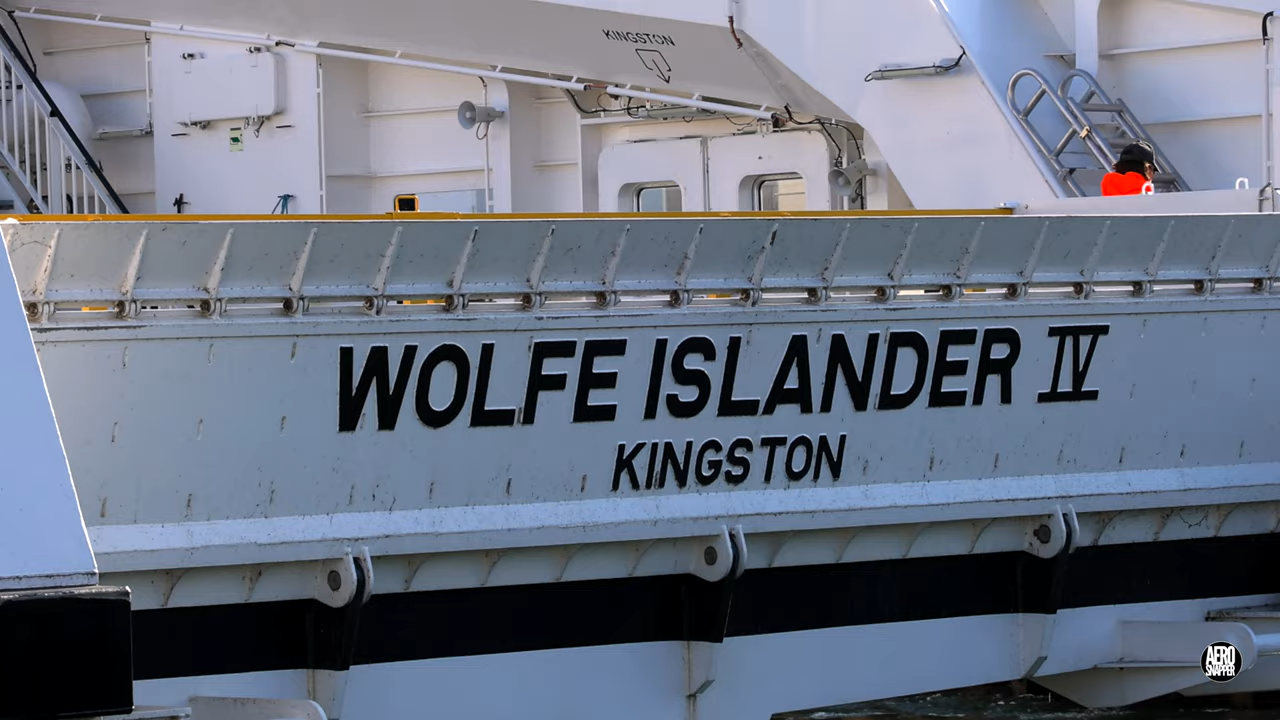 KINGSTON
WOLFE ISLANDER IV
KINGSTON
AERO
SNAPPER